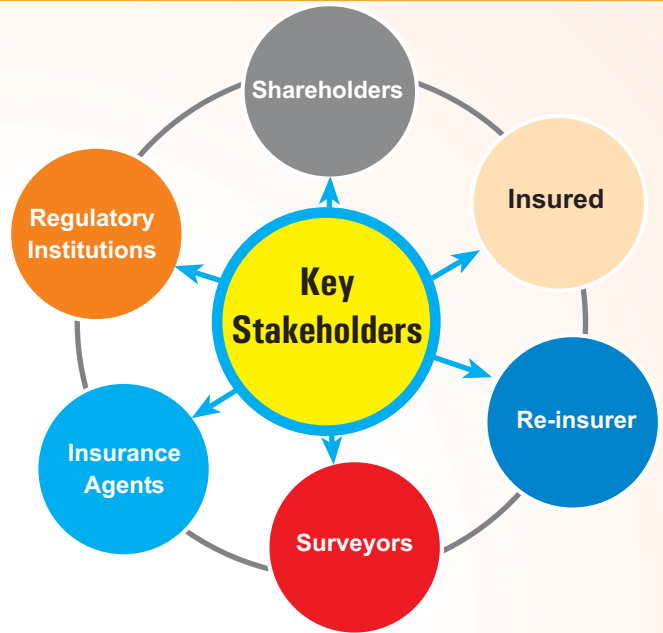 Shareholders
Insured
Regulatory
Institutions
Key
Stakeholders
Re-insurer
Insurance
Agents
Surveyors